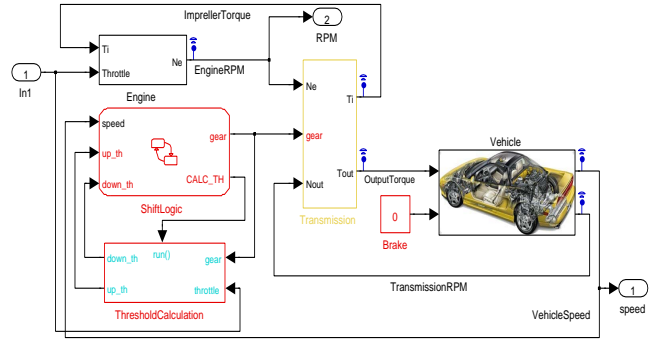 ImprellerTorque
2
RPM
Ti
Ne
EngineRPM
1
In1
Throttle
Engine
Ne
Ti
speed
gear
up_th
CALC_TH
down_th
ShiftLogic
gear
Tout
Nout
Transmission
OutputTorque
Vehicle
0
Brake
run()
down_th
gear
up_th
throttle
ThresholdCalculation
TransmissionRPM
1
speed
VehicleSpeed